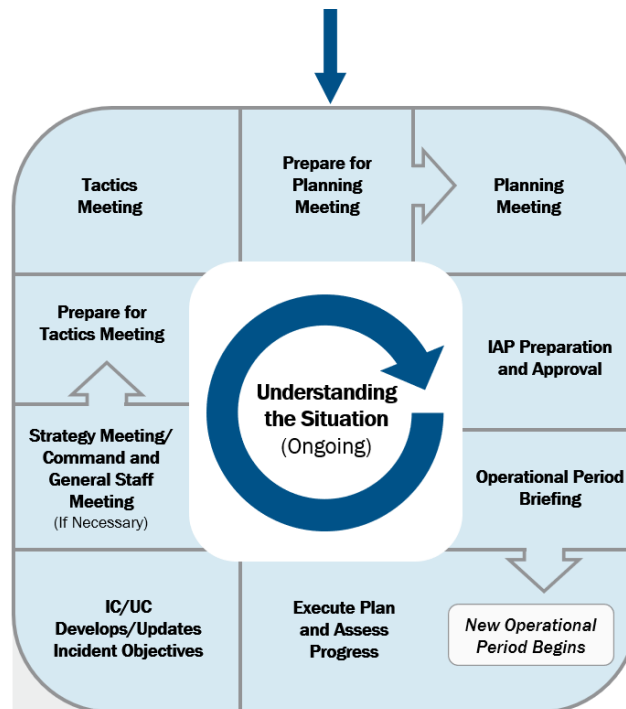 Tactics
Meeting
Prepare for
Planning
Meeting
Planning
Meeting
Prepare for
Tactics Meeting
IAP Preparation
and Approval
Understanding
the Situation
(Ongoing)
Strategy Meeting/
Command and
General Staff
Meeting
(If Necessary)
Operational Period
Briefing
IC/UC
Develops/Updates
Incident Objectives
Execute Plan
and Assess
Progress
New Operational
Period Begins